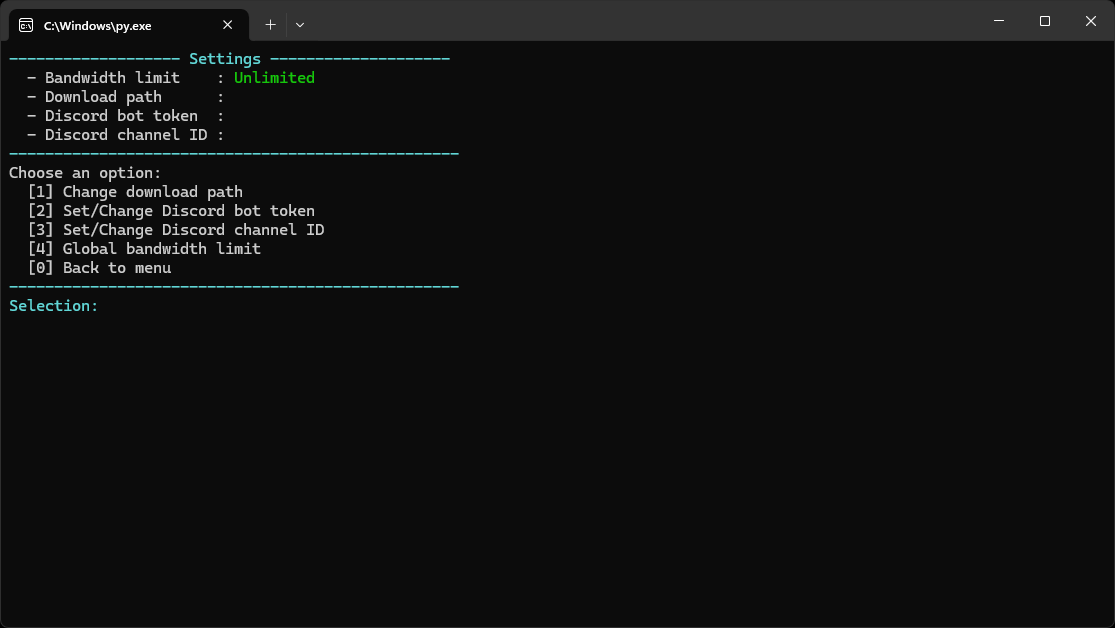 C:\Windows\py.exe
------------------- Settings --------------------
- Bandwidth limit : Unlimited
- Download path :
- Discord bot token :
- Discord channel ID :
--------------------------------------------------
Choose an option:
[1] Change download path
[2] Set/Change Discord bot token
[3] Set/Change Discord channel ID
[4] Global bandwidth limit
[0] Back to menu
--------------------------------------------------
Selection: